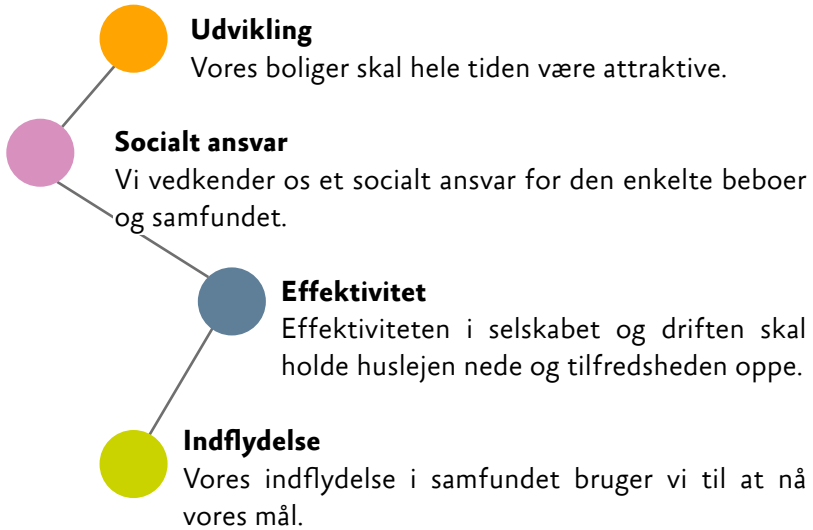 Udvikling
Vores boliger skal hele tiden være attraktive.
Socialt ansvar
Vi vedkender os et socialt ansvar for den enkelte beboer
og samfundet.
Effektivitet
Effektiviteten i selskabet og driften skal
holde huslejen nede og tilfredsheden oppe.
Indflydelse
Vores indflydelse i samfundet bruger vi til at nå
vores mål.